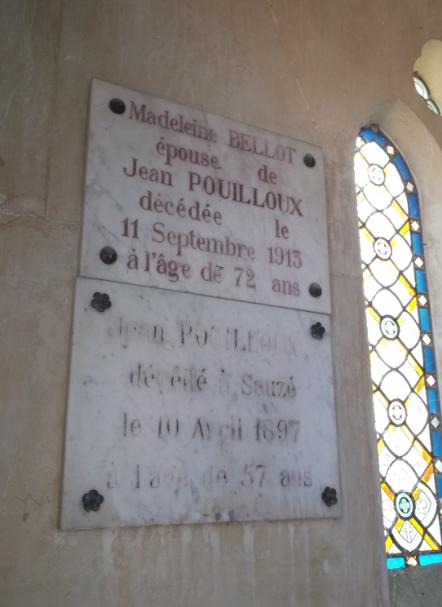 Madeleine BELLOT
épouse de
Jean POUILLOUX
décédée le
11 Septembre 1913
à l'âge de 72 ans
Jean POUILLOUX
décédé à Sauzé
le 10 Avril 1897
à l'age de 57 ans